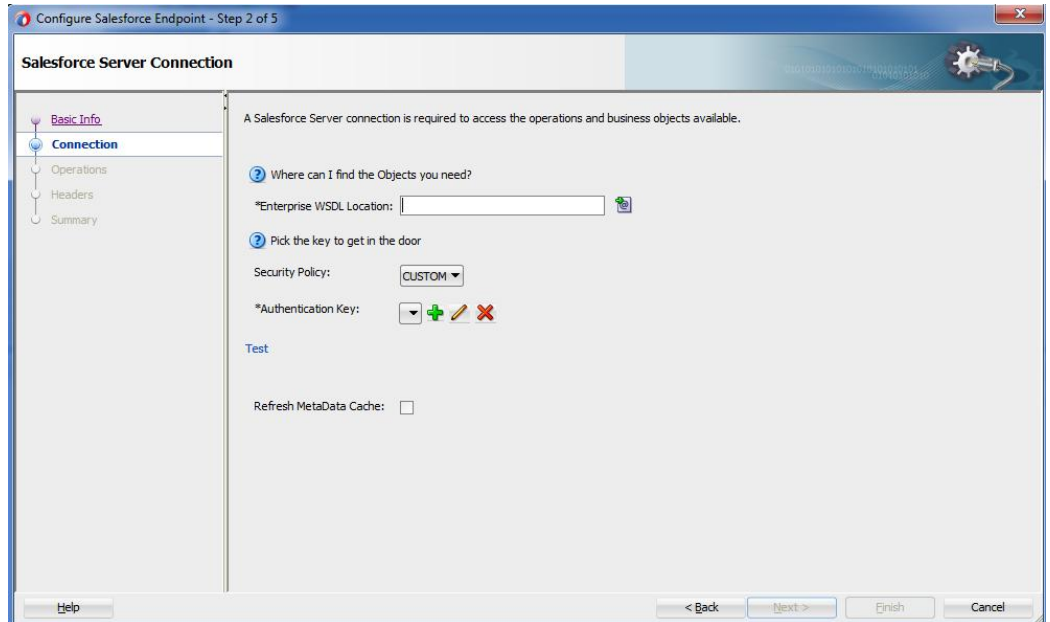 Configure Salesforce Endpoint - Step 2 of 5
Salesforce Server Connection
Basic Info
Connection
Operations
Headers
Summary
A Salesforce Server connection is required to access the operations and business objects available.
Where can I find the Objects you need?
*Enterprise WSDL Location:
Pick the key to get in the door
Security Policy: CUSTOM
*Authentication Key:
Test
Refresh MetaData Cache:
Help < Back Next > Finish Cancel